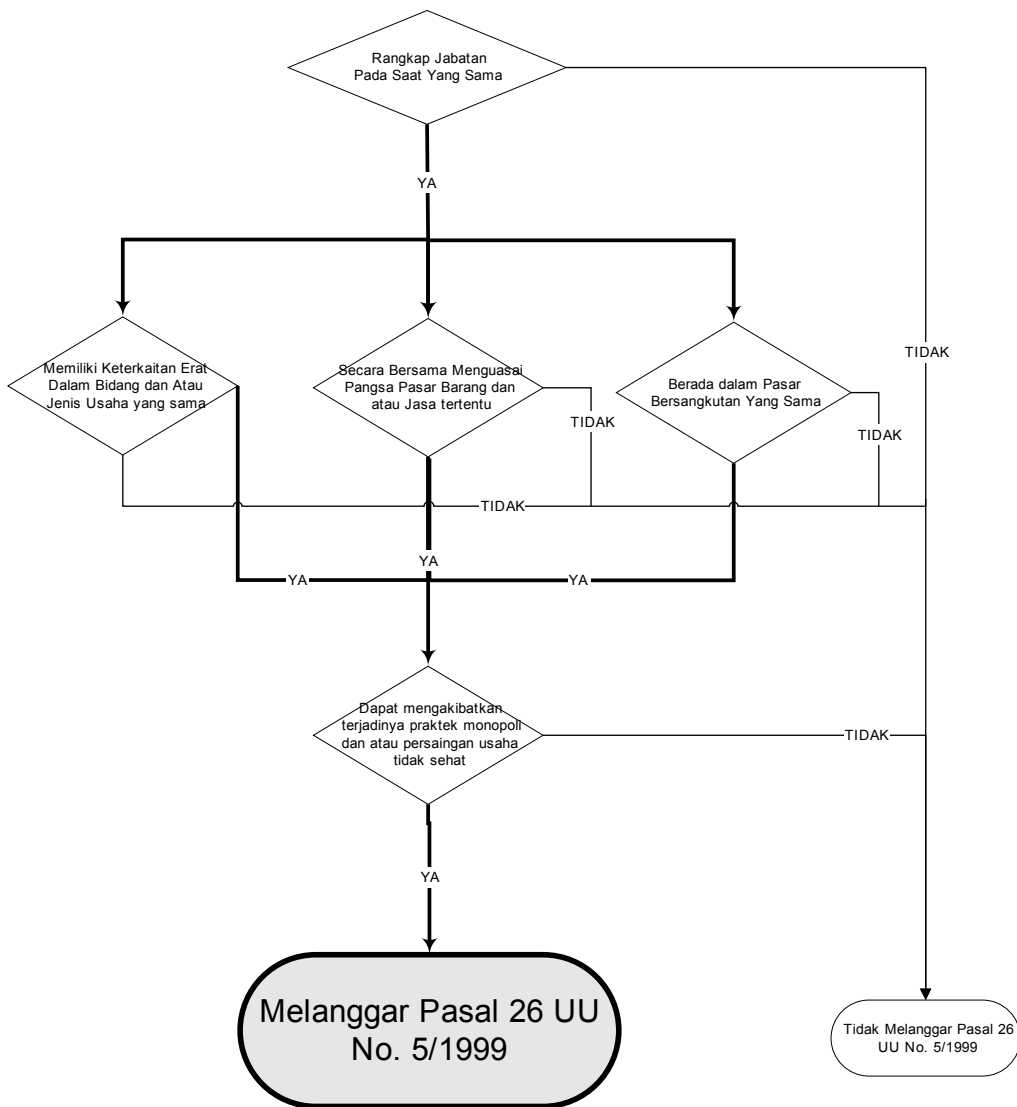 Rangkap Jabatan
Pada Saat Yang Sama
YA
TIDAK
Memiliki Keterkaitan Erat
Dalam Bidang dan Atau
Jenis Usaha yang sama
Secara Bersama Menguasai
Pangsa Pasar Barang dan
atau Jasa tertentu
Berada dalam Pasar
Bersangkutan Yang Sama
TIDAK
TIDAK
TIDAK
YA
YA
YA
Dapat mengakibatkan
terjadinya praktek monopoli
dan atau persaingan usaha
tidak sehat
TIDAK
YA
Melanggar Pasal 26 UU
No. 5/1999
Tidak Melanggar Pasal 26
UU No. 5/1999